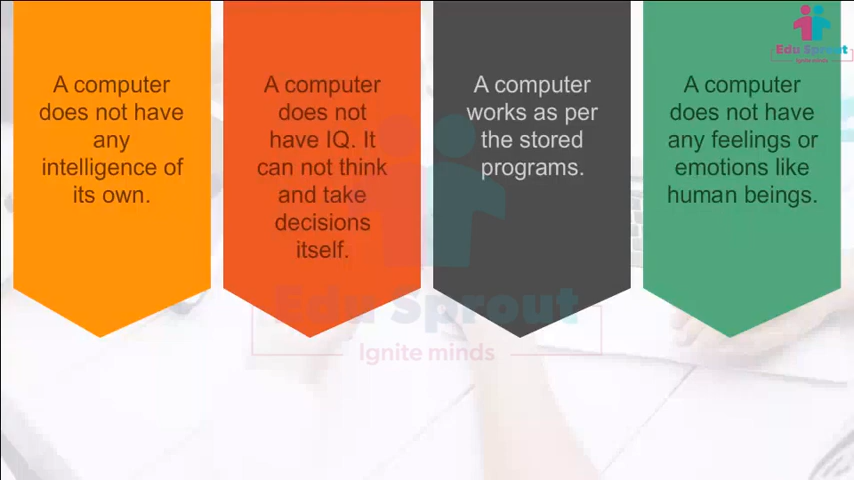 A computer
does not have
any
intelligence of
its own.
A computer
does not
have IQ. It
can not think
and take
decisions
itself.
A computer
works as per
the stored
programs.
A computer
does not have
any feelings or
emotions like
human beings.
Edu Sprout
Ignite minds
Edu Sprout
Ignite minds